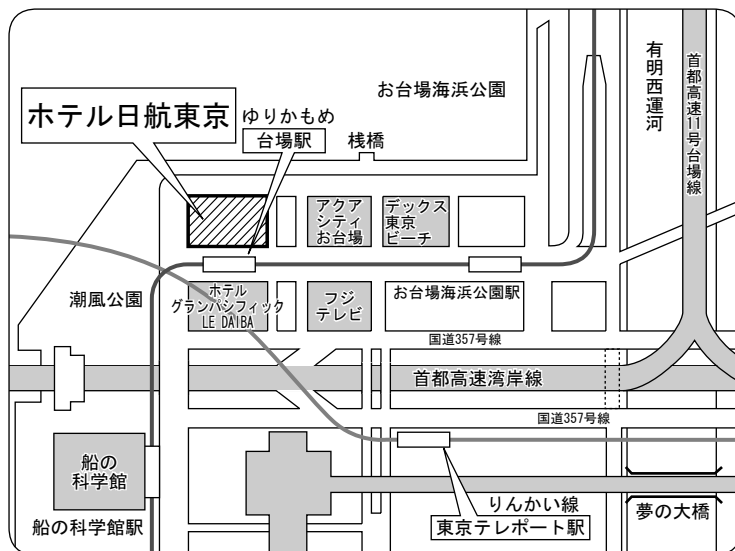 お台場海浜公園
有明西運河
首都高速11号台場線
ホテル日航東京
ゆりかもめ
台場駅
桟橋
アクア
シティ
お台場
デックス
東京
ビーチ
潮風公園
ホテル
グランパシフィック
LE DAIBA
フジ
テレビ
お台場海浜公園駅
国道357号線
首都高速湾岸線
国道357号線
船の
科学館
船の科学館駅
りんかい線
東京テレポート駅
夢の大橋